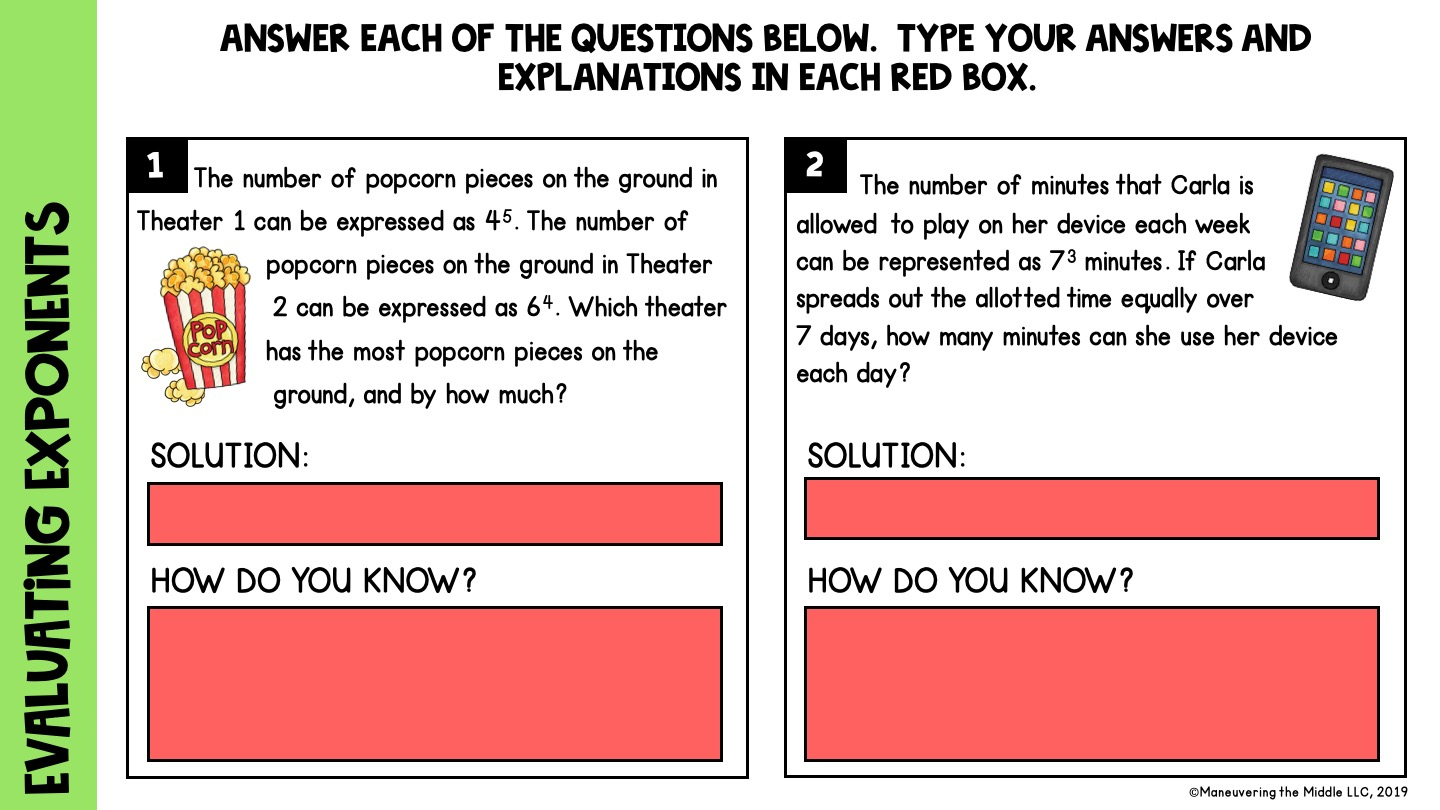 ANSWER EACH OF THE QUESTIONS BELOW. TYPE YOUR ANSWERS AND
EXPLANATIONS IN EACH RED BOX.
EVALUATING EXPONENTS
1
The number of popcorn pieces on the ground in
Theater 1 can be expressed as 4⁵. The number of
popcorn pieces on the ground in Theater
2 can be expressed as 6⁴. Which theater
has the most popcorn pieces on the
ground, and by how much?
POP
CORN
SOLUTION:
HOW DO YOU KNOW?
2
The number of minutes that Carla is
allowed to play on her device each week
can be represented as 7³ minutes. If Carla
spreads out the allotted time equally over
7 days, how many minutes can she use her device
each day?
SOLUTION:
HOW DO YOU KNOW?
©Maneuvering the Middle LLC, 2019